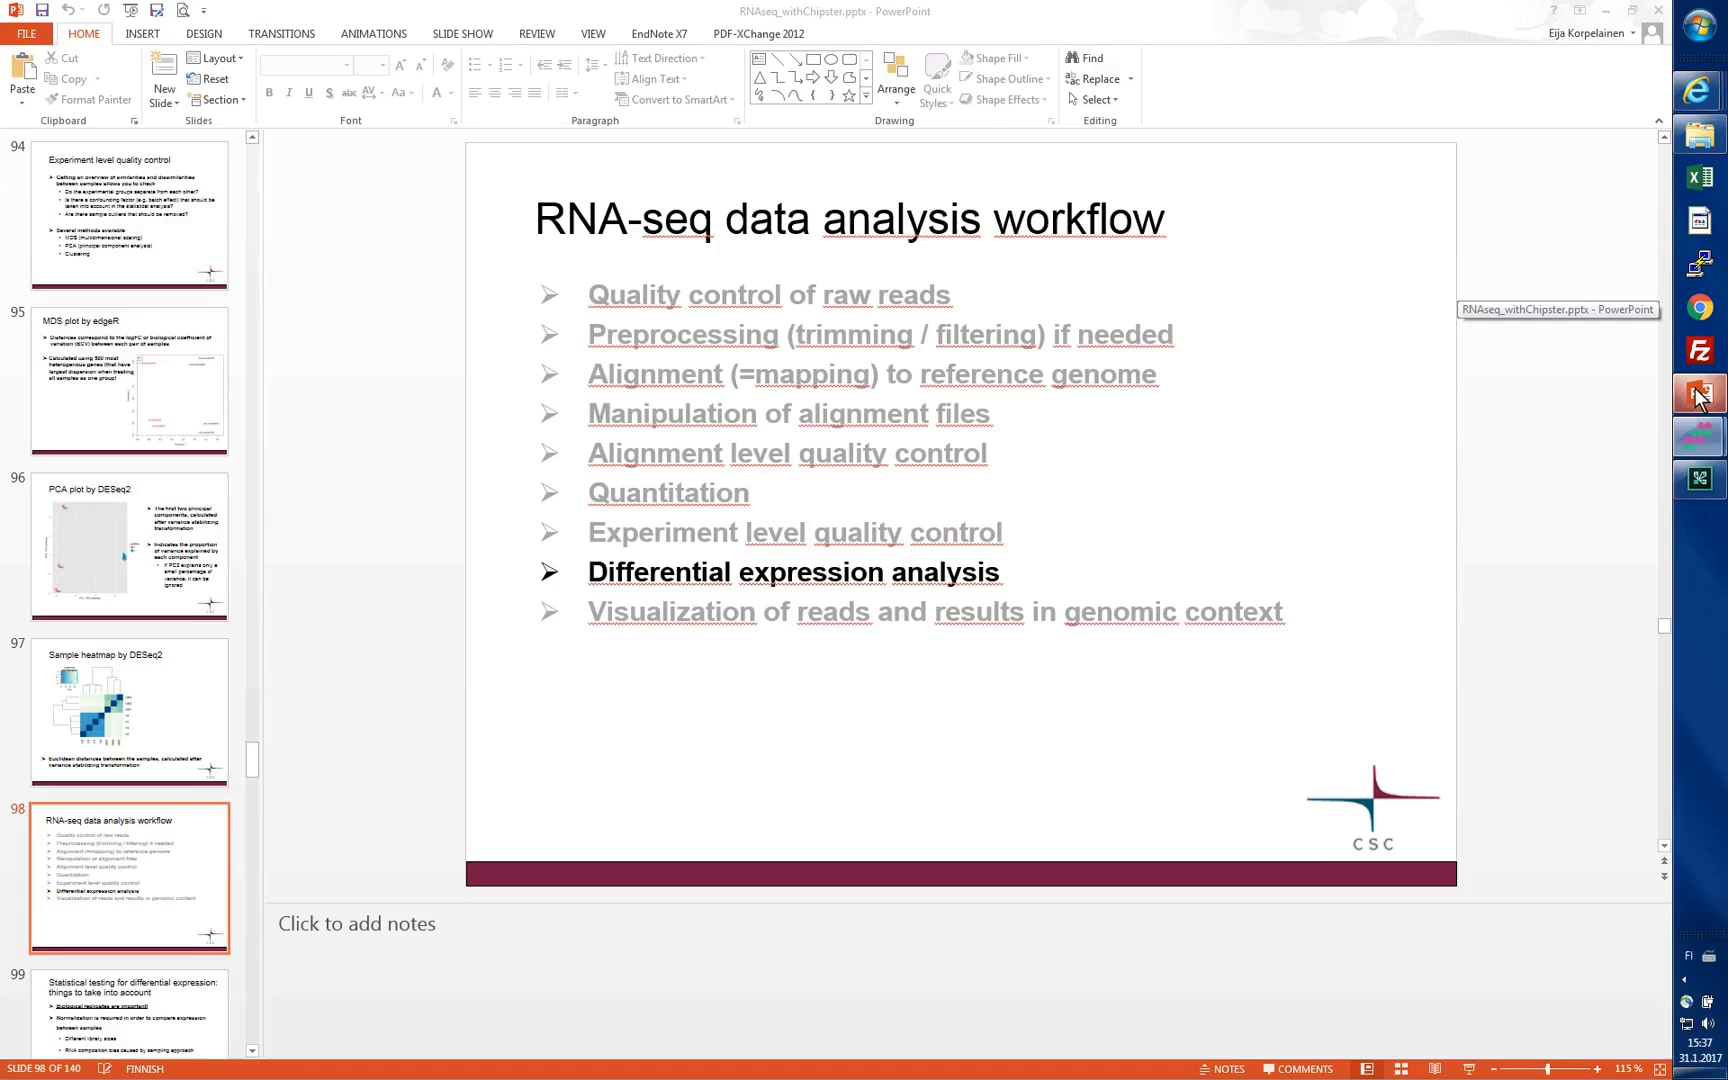 RNAseq_withChipster.pptx - PowerPoint
FILE HOME INSERT DESIGN TRANSITIONS ANIMATIONS SLIDE SHOW REVIEW VIEW EndNote X7 PDF-XChange 2012
Eija Korpelainen
Paste
Cut
Copy
Format Painter
Clipboard
New
Slide
Layout
Reset
Section
Slides
Font
Text Direction
Align Text
Convert to SmartArt
Paragraph
Arrange
Quick
Styles
Shape Fill
Shape Outline
Shape Effects
Drawing
Find
Replace
Select
Editing
94
Experiment level quality control
Getting an overview of similarities and dissimilarities
between samples allows you to check
Do the experimental groups separate from each other?
Is there a confounding factor (e.g. batch effect) that should be
taken into account in the statistical analysis?
Are there sample outliers that should be removed?
Several methods available
MDS (multidimensional scaling)
PCA (principal component analysis)
Clustering
CSC
95
MDS plot by edgeR
Distances correspond to the logFC or biological coefficient of
variation (BCV) between each pair of samples
Calculated using 500 most
heterogenous genes (that have
largest dispersion when treating
all samples as one group)
96
PCA plot by DESeq2
The first two principal
components, calculated
after variance stabilizing
transformation
Indicates the proportion
of variance explained by
each component
If PC2 explains only a
small percentage of
variance, it can be
ignored
CSC
97
Sample heatmap by DESeq2
Euclidean distances between the samples, calculated after
variance stabilizing transformation
CSC
98
RNA-seq data analysis workflow
Quality control of raw reads
Preprocessing (trimming / filtering) if needed
Alignment (=mapping) to reference genome
Manipulation of alignment files
Alignment level quality control
Quantitation
Experiment level quality control
Differential expression analysis
Visualization of reads and results in genomic context
CSC
99
Statistical testing for differential expression:
things to take into account
Biological replicates are important!
Normalization is required in order to compare expression
between samples
Different library sizes
RNA composition bias caused by sampling approach
RNA-seq data analysis workflow
Quality control of raw reads
Preprocessing (trimming / filtering) if needed
Alignment (=mapping) to reference genome
Manipulation of alignment files
Alignment level quality control
Quantitation
Experiment level quality control
Differential expression analysis
Visualization of reads and results in genomic context
CSC
RNAseq_withChipster.pptx - PowerPoint
Click to add notes
SLIDE 98 OF 140 FINNISH
NOTES COMMENTS 115 %
FI
15:37
31.1.2017